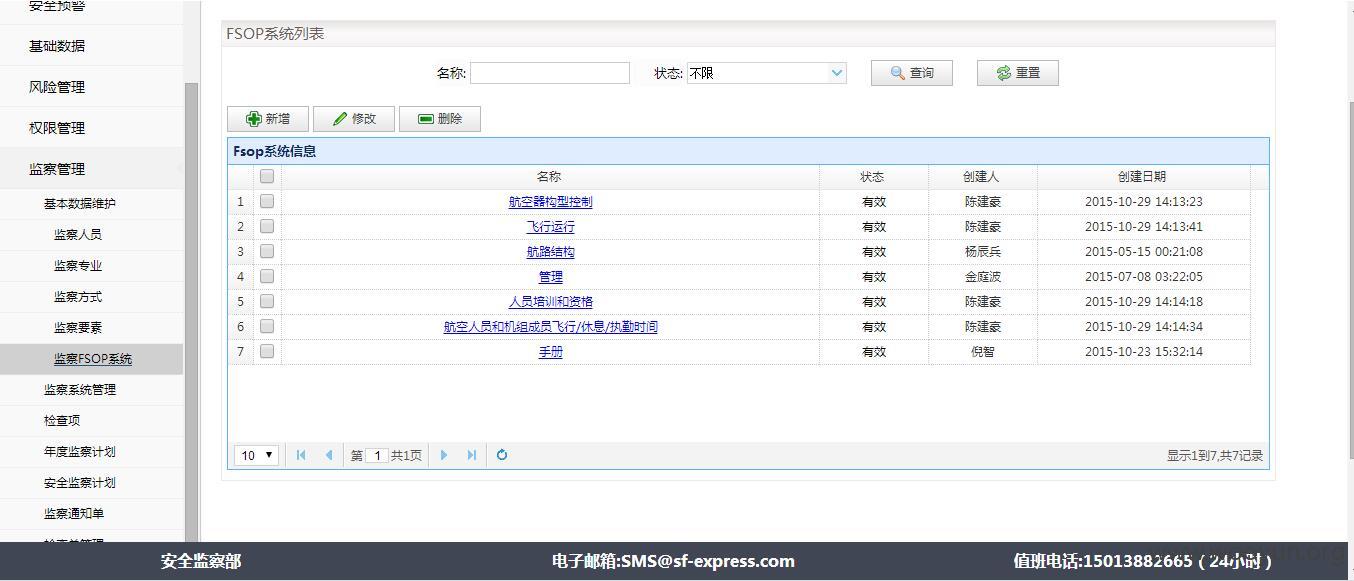 安全预警
基础数据
风险管理
权限管理
监察管理
基本数据维护
监察人员
监察专业
监察方式
监察要素
监察FSOP系统
监察系统管理
检查项
年度监察计划
安全监察计划
监察通知单
FSOP系统列表
名称: 状态: 不限 查询 重置
新增 修改 删除
Fsop系统信息
名称 状态 创建人 创建日期
1 航空器构型控制 有效 陈建豪 2015-10-29 14:13:23
2 飞行运行 有效 陈建豪 2015-10-29 14:13:41
3 航路结构 有效 杨辰兵 2015-05-15 00:21:08
4 管理 有效 金庭波 2015-07-08 03:22:05
5 人员培训和资格 有效 陈建豪 2015-10-29 14:14:18
6 航空人员和机组成员飞行/休息/执勤时间 有效 陈建豪 2015-10-29 14:14:34
7 手册 有效 倪智 2015-10-23 15:32:14
10 第 1 共1页 显示1到7,共7记录
安全监察部 电子邮箱:SMS@sf-express.com 值班电话:15013882665 ( 24小时 )